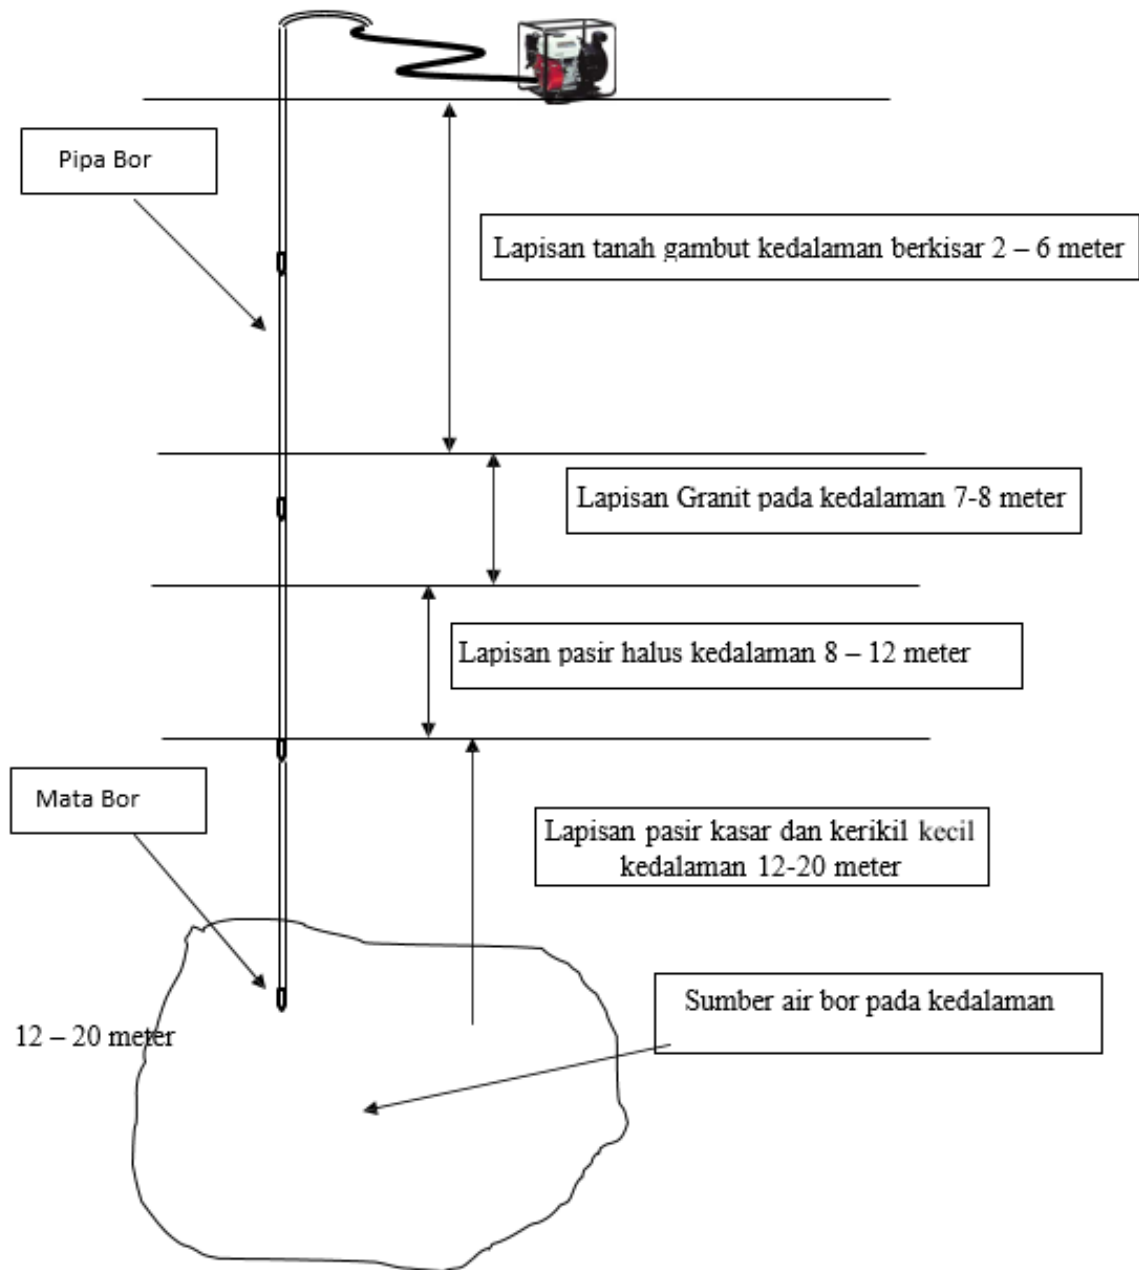 Pipa Bor
Lapisan tanah gambut kedalaman berkisar 2 – 6 meter
Lapisan Granit pada kedalaman 7-8 meter
Lapisan pasir halus kedalaman 8 – 12 meter
Mata Bor
Lapisan pasir kasar dan kerikil kecil
kedalaman 12-20 meter
Sumber air bor pada kedalaman
12 – 20 meter